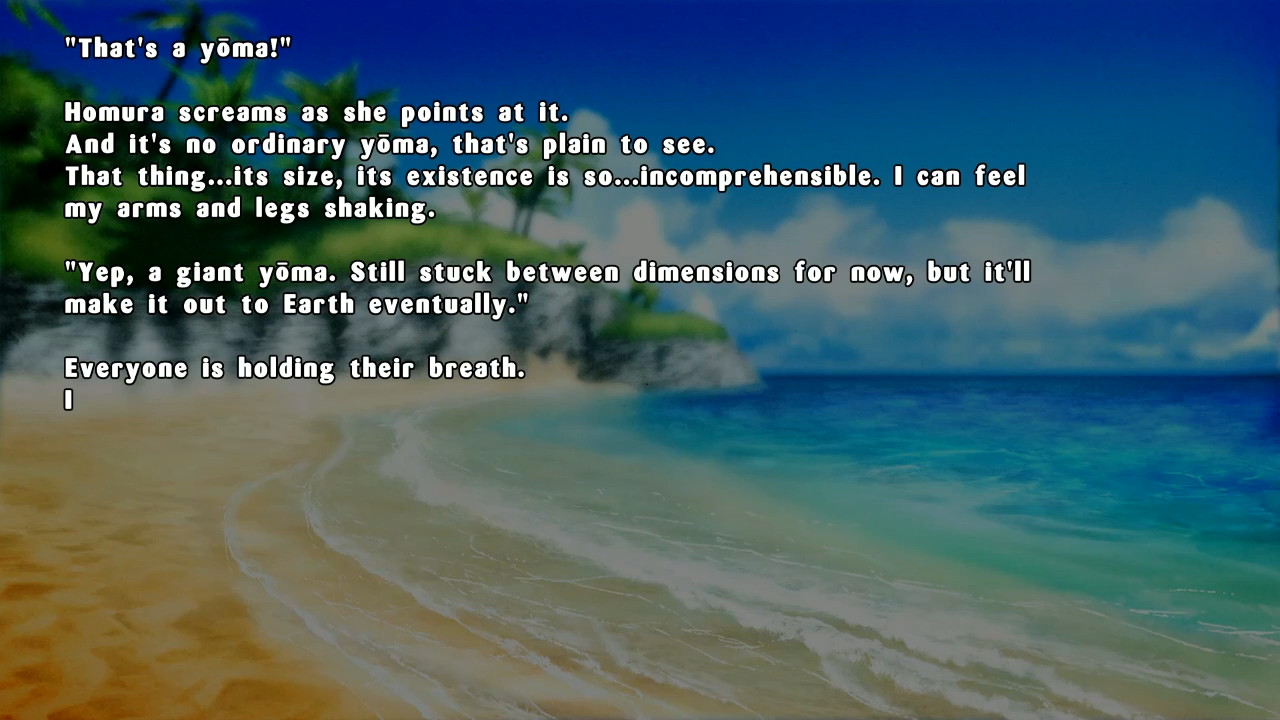 "That's a yōma!"
Homura screams as she points at it.
And it's no ordinary yōma, that's plain to see.
That thing...its size, its existence is so...incomprehensible. I can feel
my arms and legs shaking.
"Yep, a giant yōma. Still stuck between dimensions for now, but it'll
make it out to Earth eventually."
Everyone is holding their breath.
I